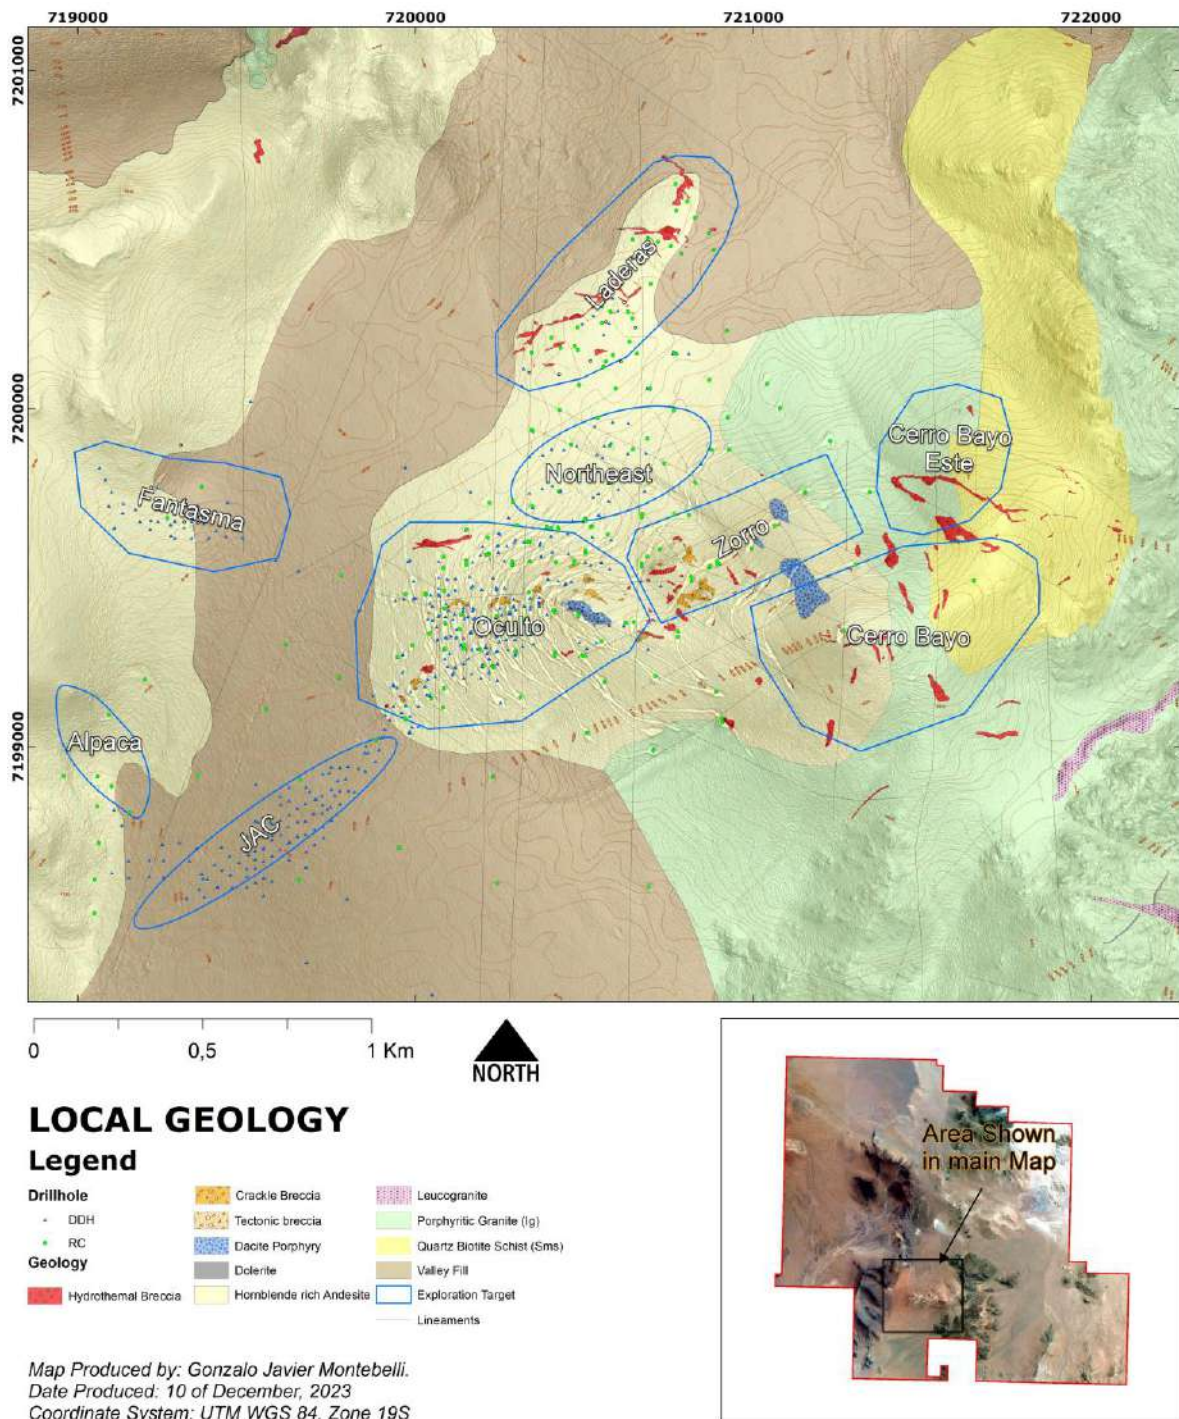 719000
720000
721000
722000
7201000
7200000
719000
Laderas
Cerro Bayo
Este
Northeast
Fantasma
Zorro
Oculto
Cerro Bayo
Alpaca
JAC
0
0,5
1 Km
NORTH
Area Shown
in main Map
LOCAL GEOLOGY
Legend
Drillhole
DDH
RC
Geology
Hydrothemal Breccia
Crackle Breccia
Tectonic breccia
Dacite Porphyry
Dolerite
Hornblende rich Andesite
Leucogranite
Porphyritic Granite (Ig)
Quartz Biotite Schist (Sms)
Valley Fill
Exploration Target
Lineaments
Map Produced by: Gonzalo Javier Montebelli.
Date Produced: 10 of December, 2023
Coordinate System: UTM WGS 84, Zone 19S